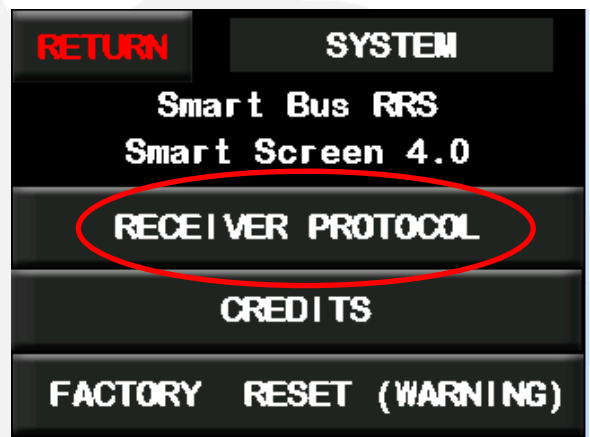 RETURN SYSTEM
Smart Bus RRS
Smart Screen 4.0
RECEIVER PROTOCOL
CREDITS
FACTORY RESET (WARNING)